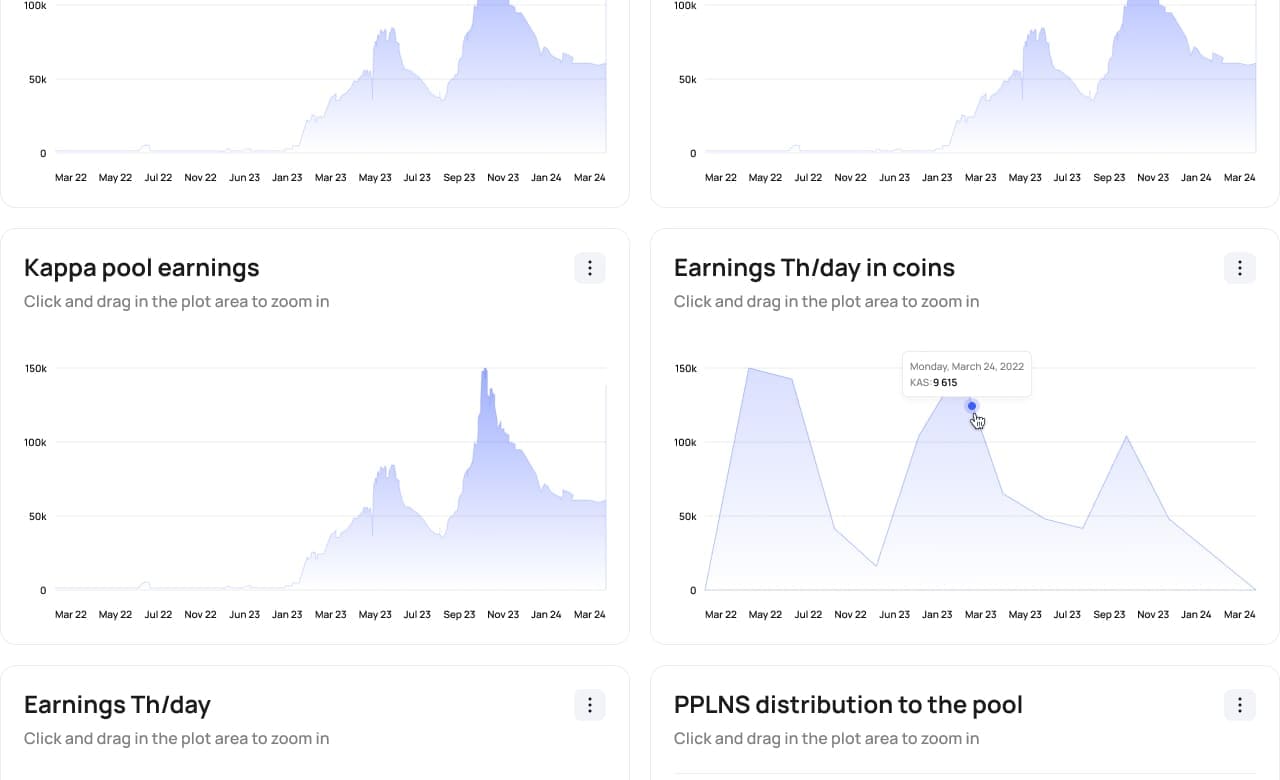 100k
50k
0
Mar 22 May 22 Jul 22 Nov 22 Jun 23 Jan 23 Mar 23 May 23 Jul 23 Sep 23 Nov 23 Jan 24 Mar 24
100k
50k
0
Mar 22 May 22 Jul 22 Nov 22 Jun 23 Jan 23 Mar 23 May 23 Jul 23 Sep 23 Nov 23 Jan 24 Mar 24
Kappa pool earnings
Click and drag in the plot area to zoom in
150k
100k
50k
0
Mar 22 May 22 Jul 22 Nov 22 Jun 23 Jan 23 Mar 23 May 23 Jul 23 Sep 23 Nov 23 Jan 24 Mar 24
Earnings Th/day in coins
Click and drag in the plot area to zoom in
Monday, March 24, 2022
KAS: 9 615
150k
100k
50k
0
Mar 22 May 22 Jul 22 Nov 22 Jun 23 Jan 23 Mar 23 May 23 Jul 23 Sep 23 Nov 23 Jan 24 Mar 24
Earnings Th/day
Click and drag in the plot area to zoom in
PPLNS distribution to the pool
Click and drag in the plot area to zoom in